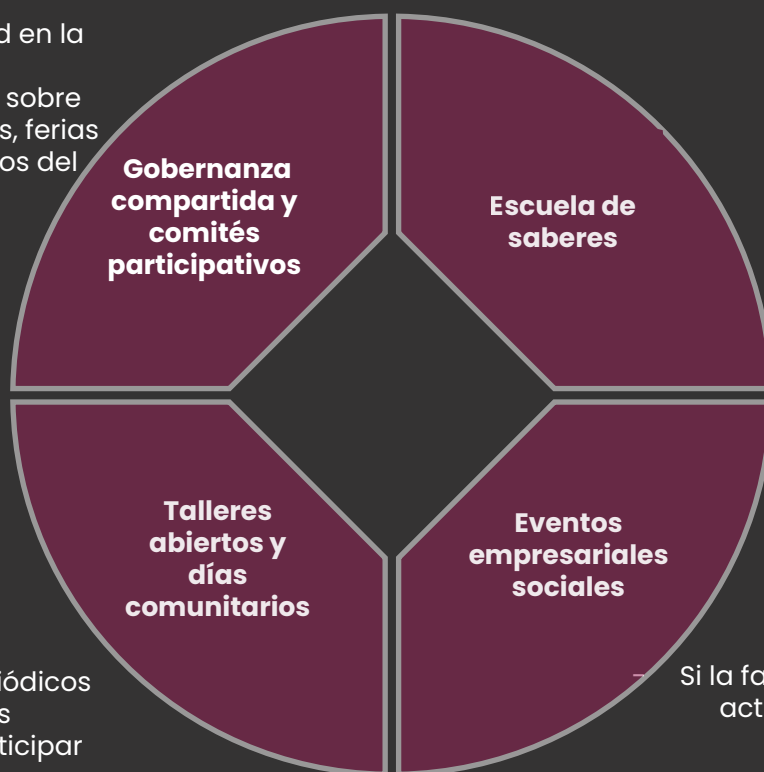 d en la
sobre
s, ferias
os del
Gobernanza
compartida y
comités
participativos
Escuela de
saberes
Talleres
abiertos y
días
comunitarios
Eventos
empresariales
sociales
iódicos
s
ticipar
Si la fa
act